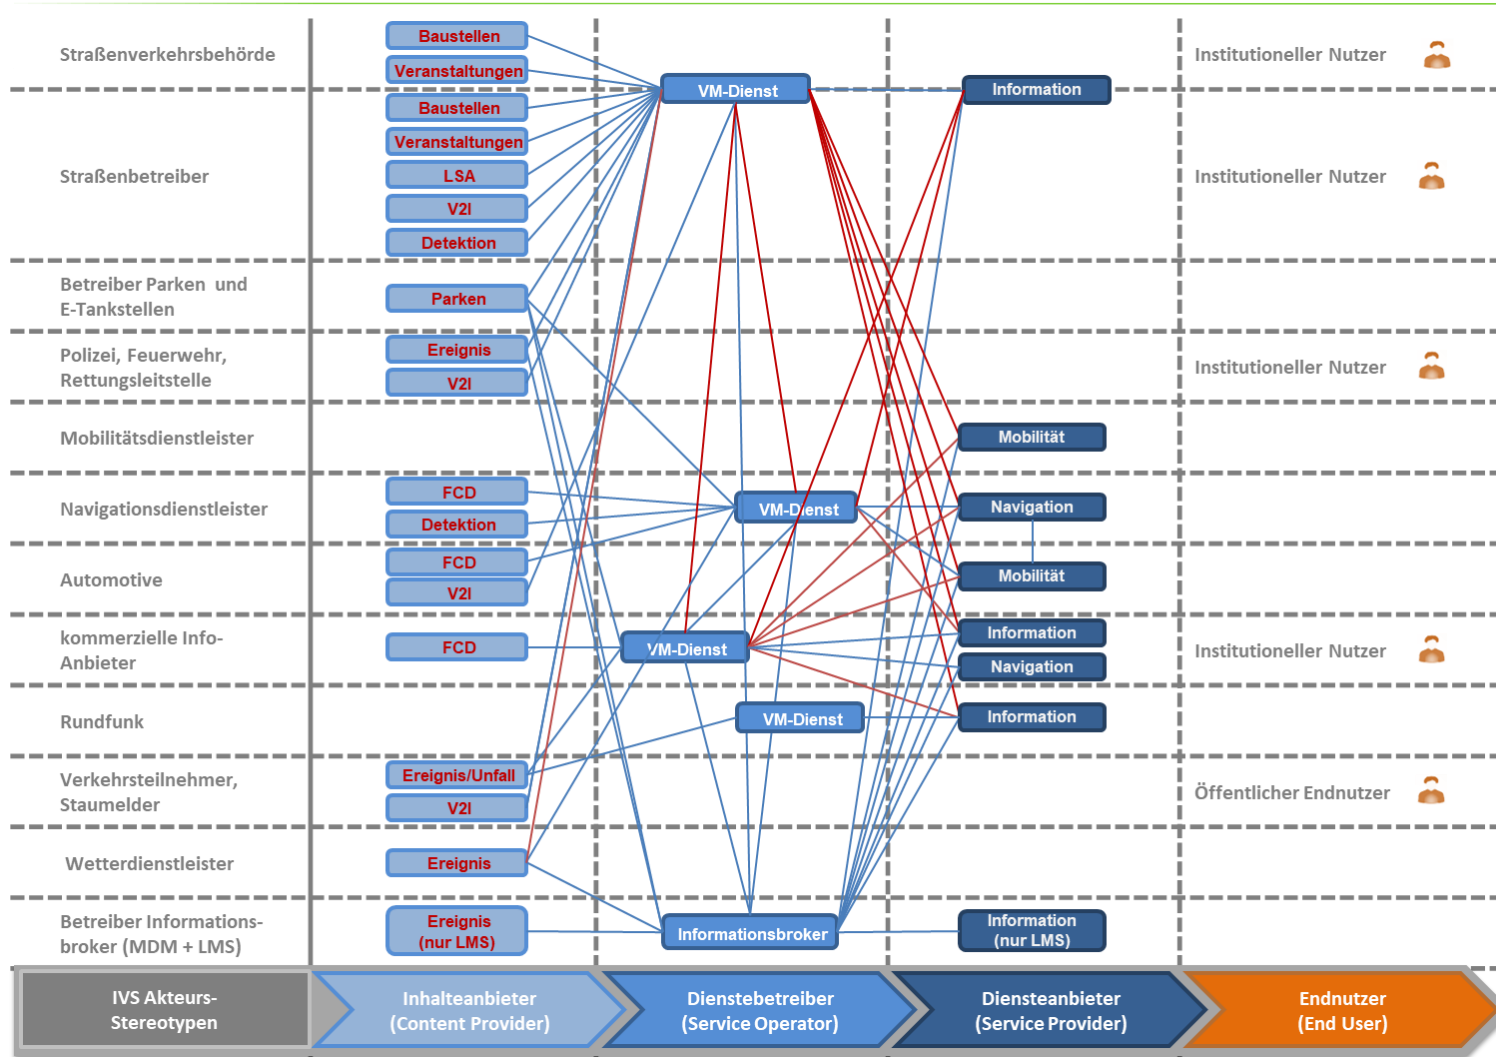 Straßenverkehrsbehörde
Baustellen
Veranstaltungen
VM-Dienst
Information
Institutioneller Nutzer
Straßenbetreiber
Baustellen
Veranstaltungen
LSA
V2I
Detektion
Institutioneller Nutzer
Betreiber Parken und
E-Tankstellen
Parken
Polizei, Feuerwehr,
Rettungsleitstelle
Ereignis
V2I
Institutioneller Nutzer
Mobilitätsdienstleister
Mobilität
Navigationsdienstleister
FCD
Detektion
VM-Dienst
Navigation
Automotive
FCD
V2I
Mobilität
kommerzielle Info-
Anbieter
FCD
VM-Dienst
Information
Navigation
Institutioneller Nutzer
Rundfunk
VM-Dienst
Information
Verkehrsteilnehmer,
Staumelder
Ereignis/Unfall
V2I
Öffentlicher Endnutzer
Wetterdienstleister
Ereignis
Betreiber Informations-
broker (MDM + LMS)
Ereignis
(nur LMS)
Informationsbroker
Information
(nur LMS)
IVS Akteurs-
Stereotypen
Inhalteanbieter
(Content Provider)
Dienstebetreiber
(Service Operator)
Diensteanbieter
(Service Provider)
Endnutzer
(End User)